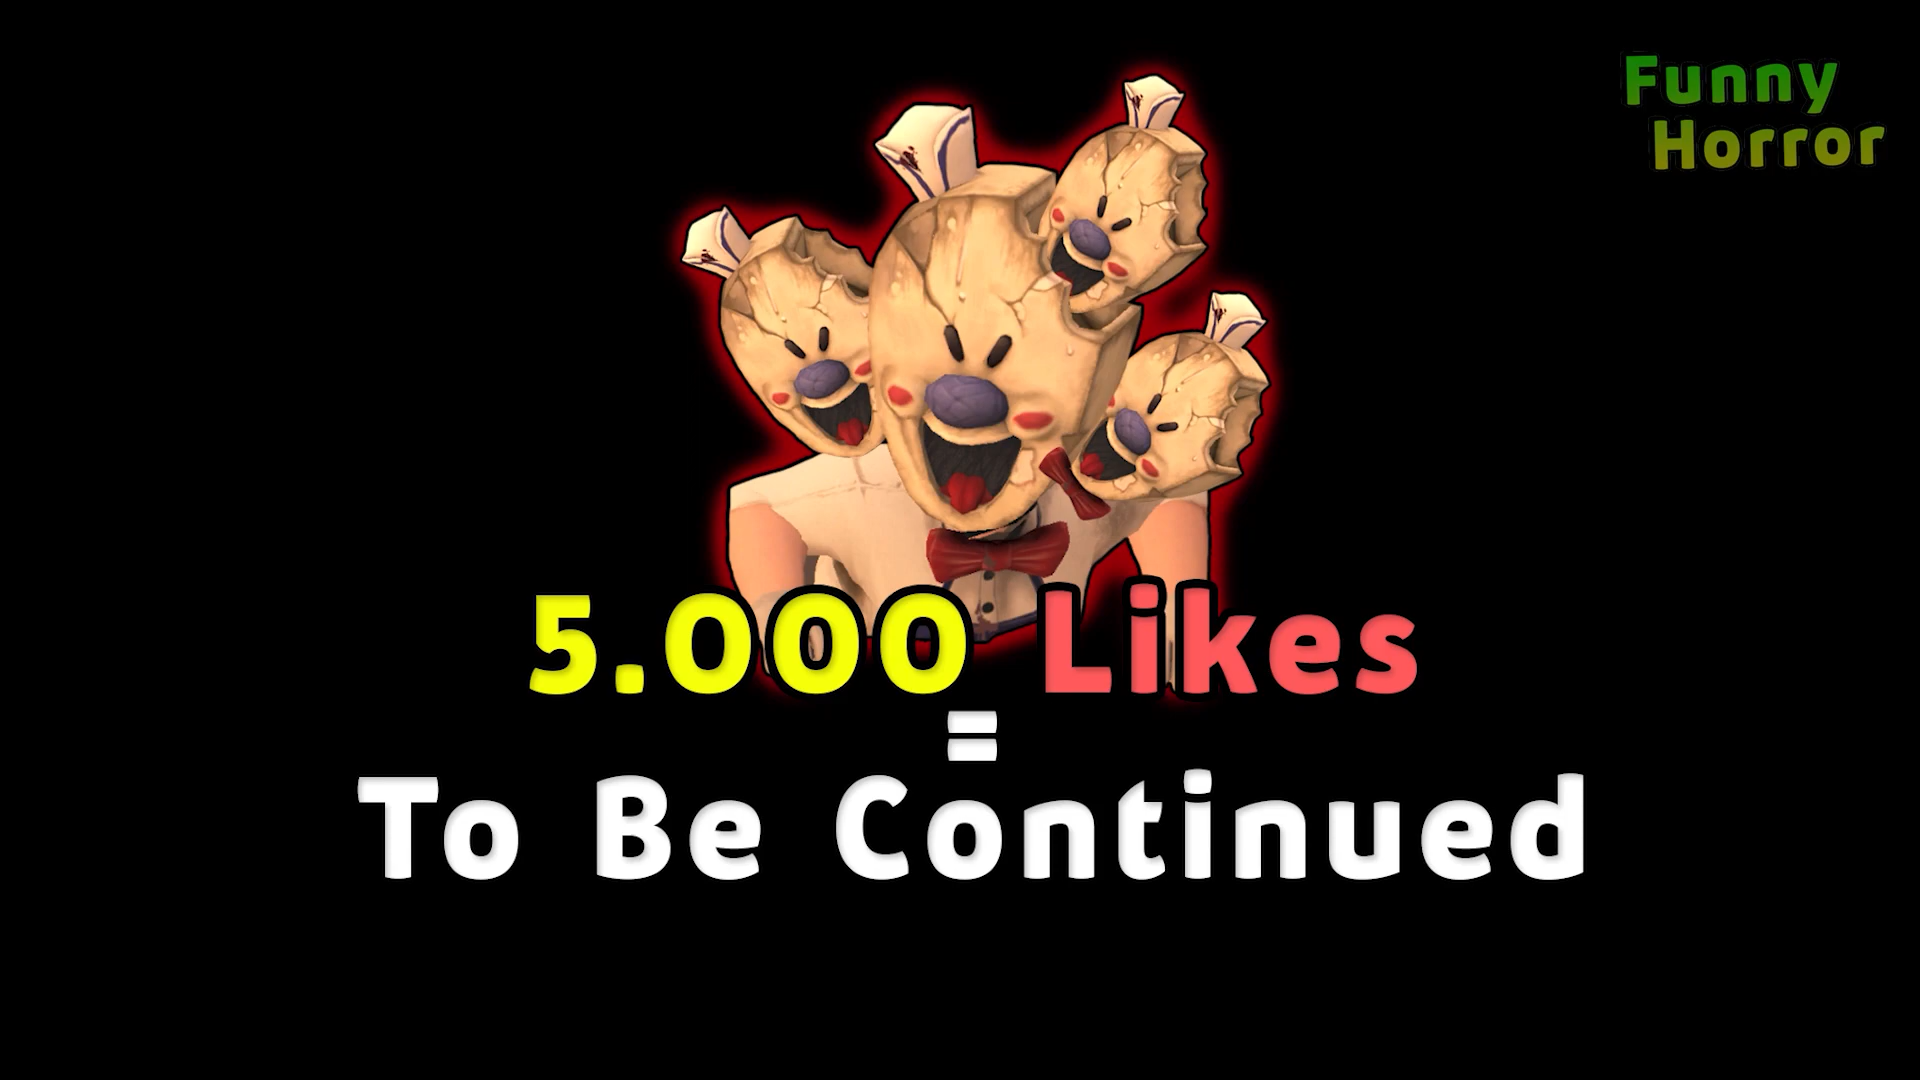 Funny
Horror
5.000 Likes
=
To Be Continued